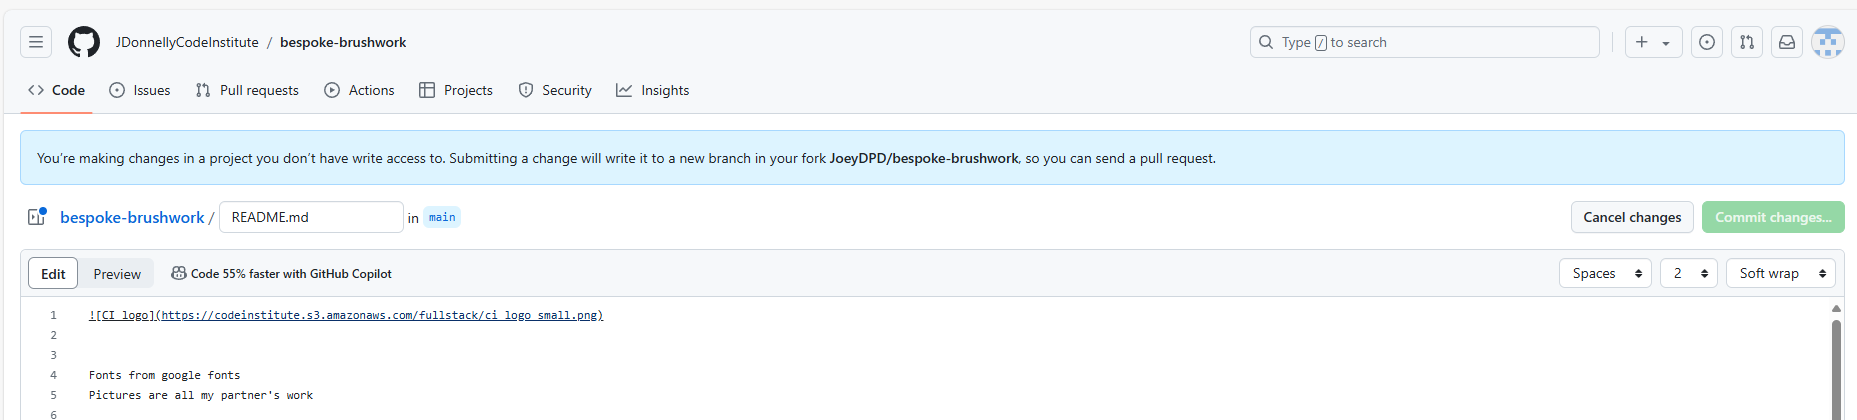 JDonnellyCodeInstitute / bespoke-brushwork
Type / to search
Code
Issues
Pull requests
Actions
Projects
Security
Insights
You're making changes in a project you don't have write access to. Submitting a change will write it to a new branch in your fork JoeyDPD/bespoke-brushwork, so you can send a pull request.
bespoke-brushwork / README.md in main
Cancel changes
Commit changes...
Edit
Preview
Code 55% faster with GitHub Copilot
Spaces
2
Soft wrap
1 ![CI logo](https://codeinstitute.s3.amazonaws.com/fullstack/ci_logo_small.png)
2
3
4 Fonts from google fonts
5 Pictures are all my partner's work
6